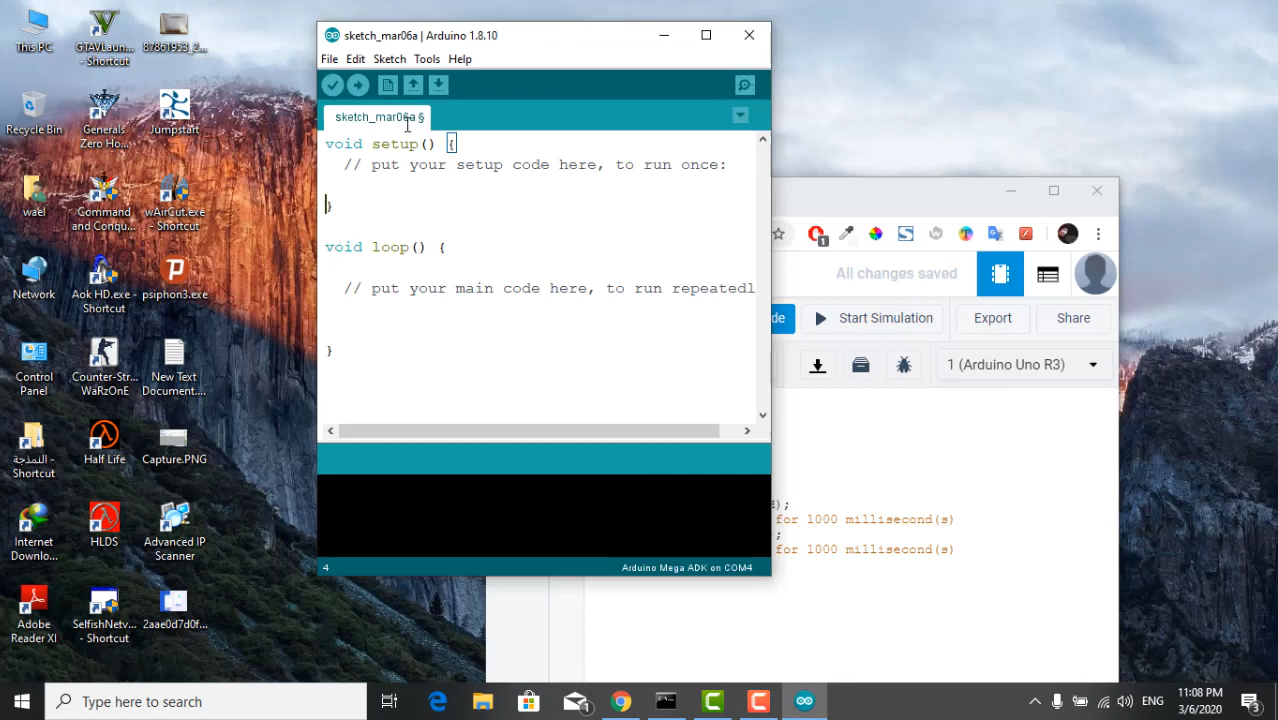 This PC
GTAVLaun... - Shortcut
87861953_2...
Recycle Bin
Generals Zero Ho...
Jumpstart
wael
Command and Conqu...
wAirCut.exe - Shortcut
Network
Aok HD.exe - Shortcut
psiphon3.exe
Control Panel
Counter-Str... WaRzOnE
New Text Document....
النمذجة - Shortcut
Half Life
Capture.PNG
Internet Downlo...
HLDS
Advanced IP Scanner
Adobe Reader XI
SelfishNetv... - Shortcut
2aae0d7d0f...
sketch_mar06a | Arduino 1.8.10
File Edit Sketch Tools Help
sketch_mar06a §
void setup() {
// put your setup code here, to run once:
}
void loop() {
// put your main code here, to run repeatedl
}
4
Arduino Mega ADK on COM4
1
All changes saved
de
Start Simulation
Export
Share
1 (Arduino Uno R3)
);
for 1000 millisecond(s)
;
for 1000 millisecond(s)
Type here to search
1
ENG
11:08 PM
3/6/2020
3